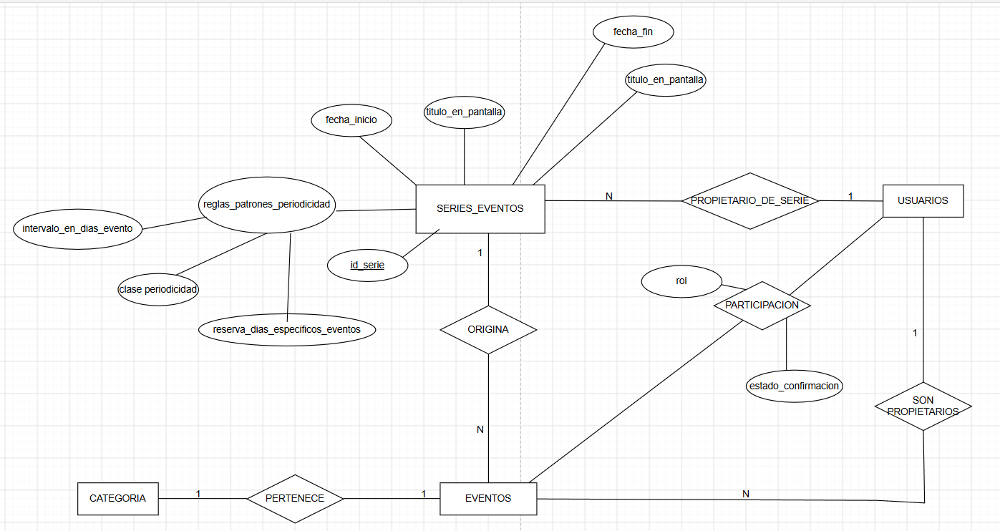 fecha_fin
titulo_en_pantalla
titulo_en_pantalla
fecha_inicio
reglas_patrones_periodicidad
SERIES_EVENTOS
N
PROPIETARIO_DE_SERIE
1
USUARIOS
intervalo_en_dias_evento
1
id_serie
clase periodicidad
rol
PARTICIPACION
reserva_dias_especificos_eventos
ORIGINA
1
estado_confirmacion
SON
PROPIETARIOS
N
CATEGORIA
1
PERTENECE
1
EVENTOS
N